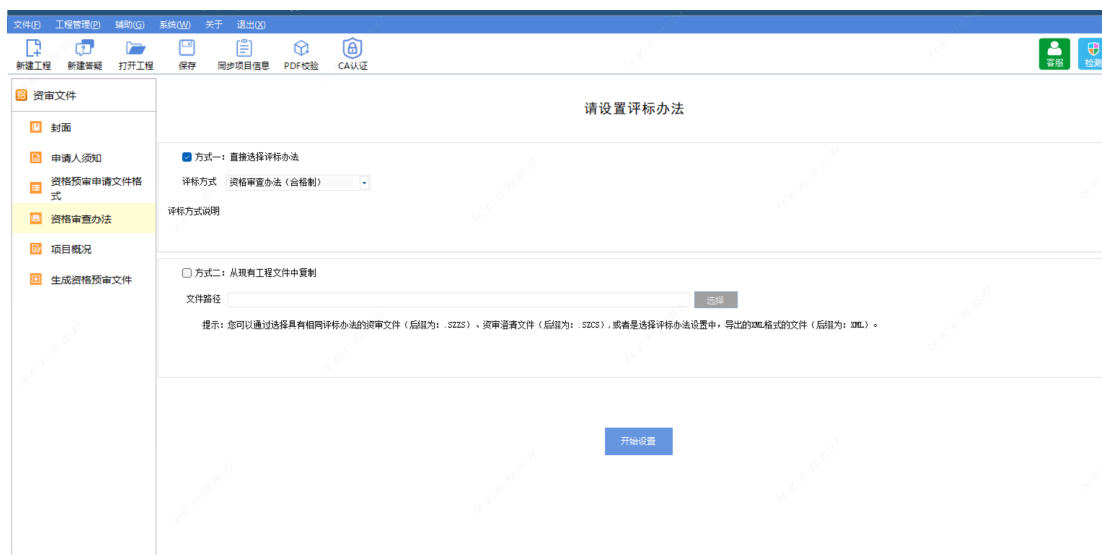 文件(F) 工程管理(P) 辅助(G) 系统(W) 关于 退出(X)
新建工程 新建答疑 打开工程 保存 同步项目信息 PDF校验 CA认证 客服 检测
资审文件
封面
申请人须知
资格预审申请文件格
式
资格审查办法
项目概况
生成资格预审文件
请设置评标办法
方式一：直接选择评标办法
评标方式 资格审查办法（合格制）
评标方式说明
方式二：从现有工程文件中复制
文件路径 选择
提示：您可以通过选择具有相同评标办法的资审文件（后缀为：.SZZS）、资审澄清文件（后缀为：.SZCS）,或者是选择评标办法设置中，导出的XML格式的文件（后缀为：XML）。
开始设置